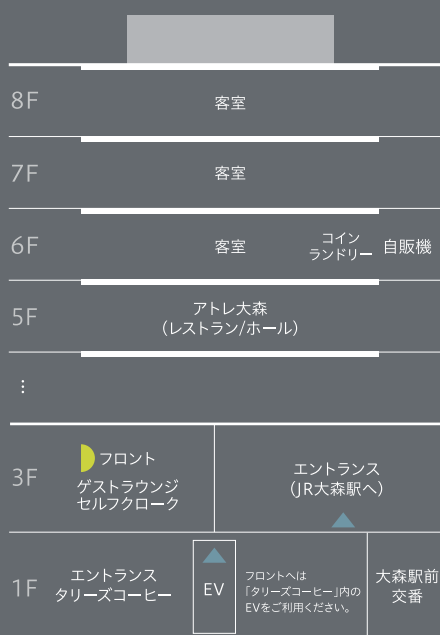 8F
客室
7F
客室
6F
客室
コイン
ランドリー
自販機
5F
アトレ大森
(レストラン/ホール)
⋮
3F
フロント
ゲストラウンジ
セルフクローク
エントランス
(JR大森駅へ)
1F
エントランス
タリーズコーヒー
EV
フロントへは
「タリーズコーヒー」内の
EVをご利用ください。
大森駅前
交番